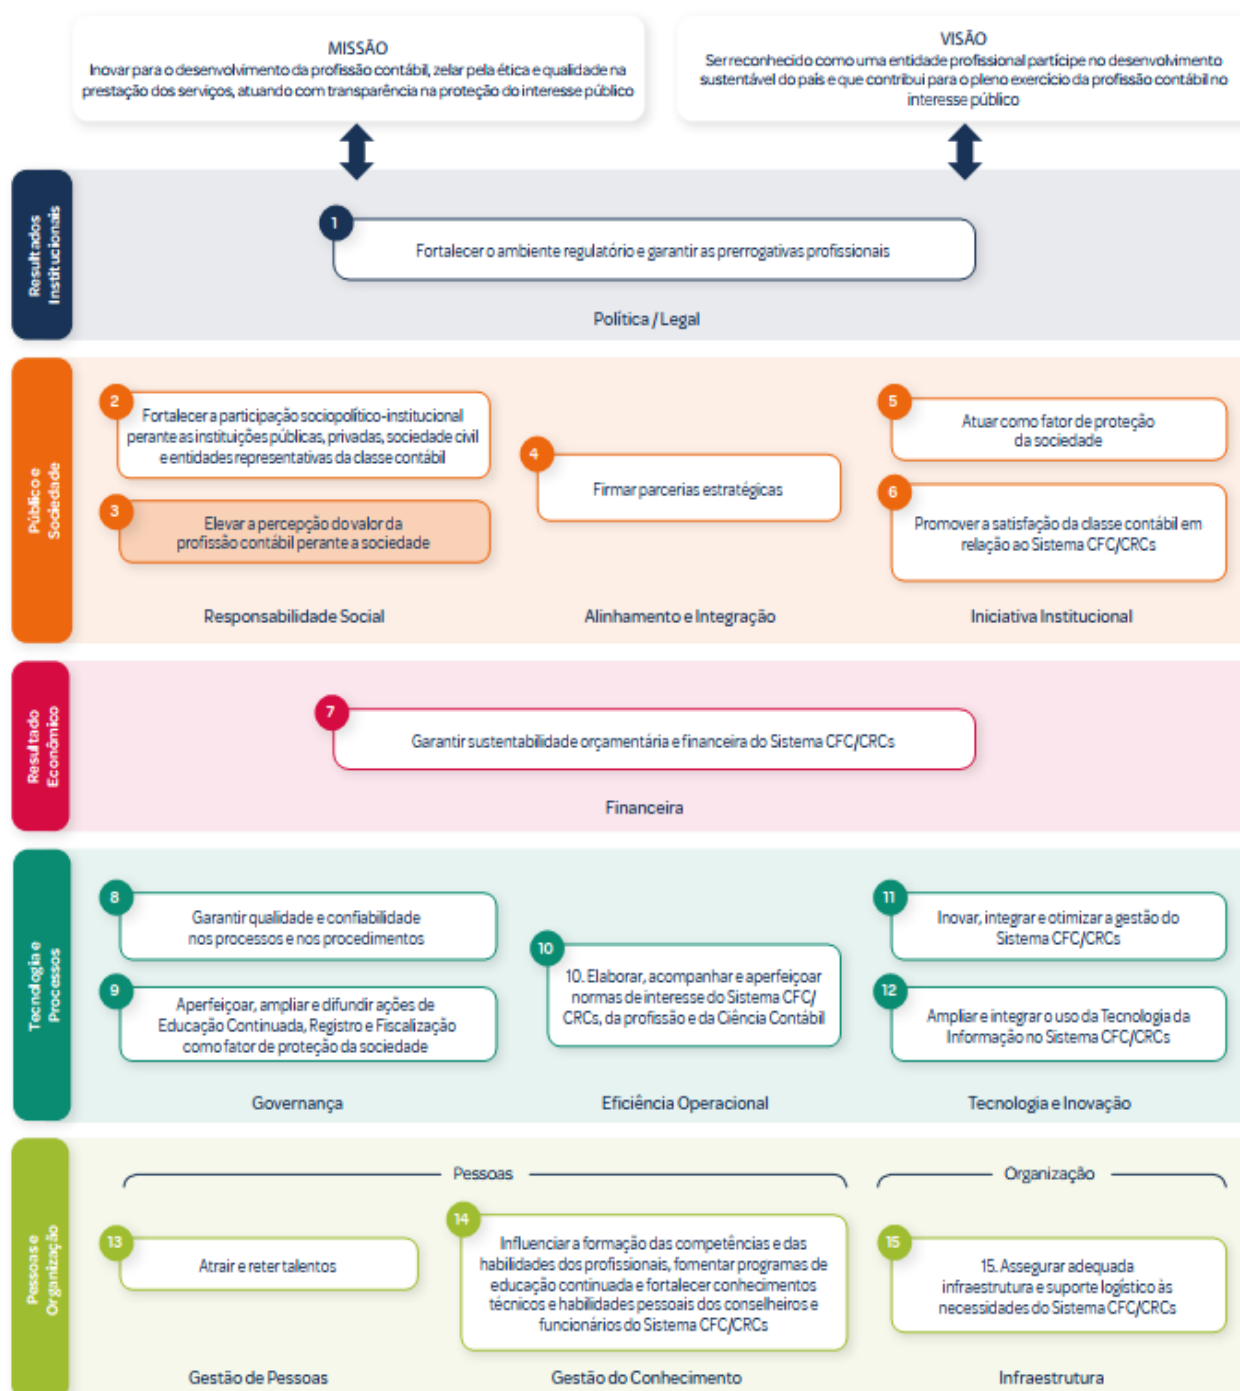 MISSÃO
Inovar para o desenvolvimento da profissão contábil, zelar pela ética e qualidade na
prestação dos serviços, atuando com transparência na proteção do interesse público
VISÃO
Ser reconhecido como uma entidade profissional partícipe no desenvolvimento
sustentável do país e que contribui para o pleno exercício da profissão contábil no
interesse público
Resultados
Institucionais
1
Fortalecer o ambiente regulatório e garantir as prerrogativas profissionais
Política / Legal
Público e
Sociedade
2
Fortalecer a participação sociopolítico-institucional
perante as instituições públicas, privadas, sociedade civil
e entidades representativas da classe contábil
3
Elevar a percepção do valor da
profissão contábil perante a sociedade
Responsabilidade Social
4
Firmar parcerias estratégicas
Alinhamento e Integração
5
Atuar como fator de proteção
da sociedade
6
Promover a satisfação da classe contábil em
relação ao Sistema CFC/CRCs
Iniciativa Institucional
Resultado
Econômico
7
Garantir sustentabilidade orçamentária e financeira do Sistema CFC/CRCs
Financeira
Tecnologia e
Processos
8
Garantir qualidade e confiabilidade
nos processos e nos procedimentos
9
Aperfeiçoar, ampliar e difundir ações de
Educação Continuada, Registro e Fiscalização
como fator de proteção da sociedade
Governança
10
10. Elaborar, acompanhar e aperfeiçoar
normas de interesse do Sistema CFC/
CRCs, da profissão e da Ciência Contábil
Eficiência Operacional
11
Inovar, integrar e otimizar a gestão do
Sistema CFC/CRCs
12
Ampliar e integrar o uso da Tecnologia da
Informação no Sistema CFC/CRCs
Tecnologia e Inovação
Pessoas e
Organização
Pessoas
13
Atrair e reter talentos
Gestão de Pessoas
14
Influenciar a formação das competências e das
habilidades dos profissionais, fomentar programas de
educação continuada e fortalecer conhecimentos
técnicos e habilidades pessoais dos conselheiros e
funcionários do Sistema CFC/CRCs
Gestão do Conhecimento
Organização
15
15. Assegurar adequada
infraestrutura e suporte logístico às
necessidades do Sistema CFC/CRCs
Infraestrutura